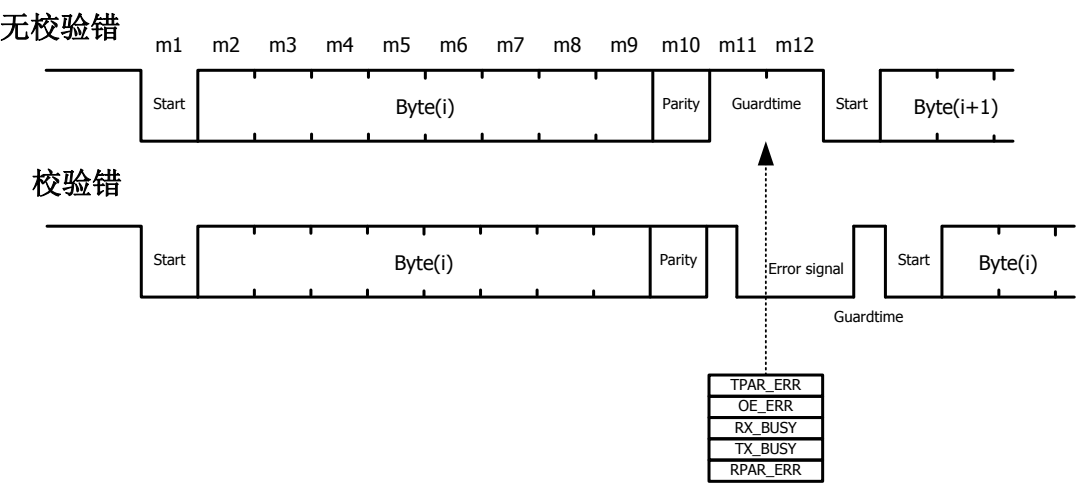 无校验错
m1 m2 m3 m4 m5 m6 m7 m8 m9 m10 m11 m12
Start Byte(i) Parity Guardtime Start Byte(i+1)
校验错
Start Byte(i) Parity Error signal Start Byte(i)
Guardtime
TPAR_ERR
OE_ERR
RX_BUSY
TX_BUSY
RPAR_ERR